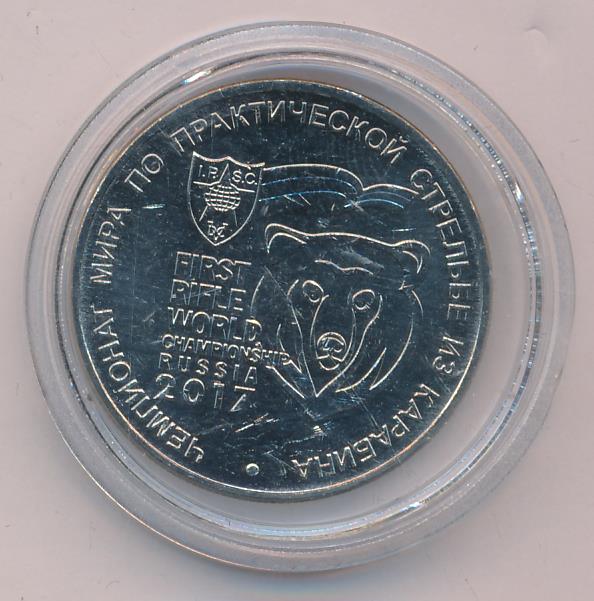 ЧЕМПИОНАТ МИРА ПО ПРАКТИЧЕСКОЙ СТРЕЛЬБЕ ИЗ КАРАБИНА
I.P.S.C.
FIRST
RIFLE
WORLD
CHAMPIONSHIP
RUSSIA
2017